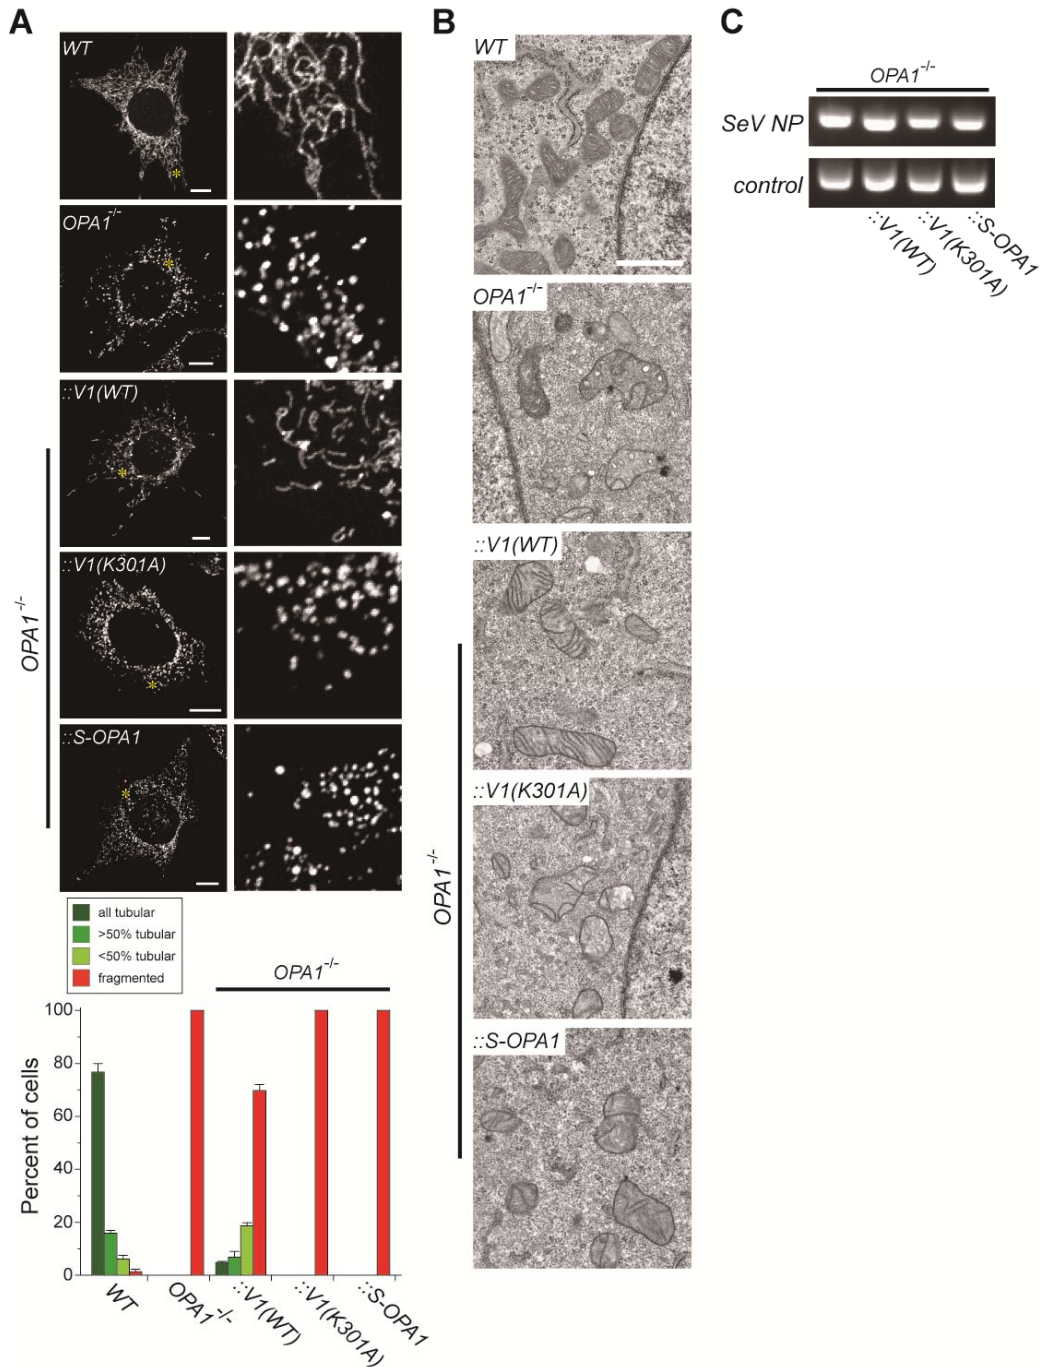 A
WT
OPA1-/-
::V1(WT)
::V1(K301A)
::S-OPA1
OPA1-/-
all tubular
>50% tubular
<50% tubular
fragmented
OPA1-/-
Percent of cells
100
80
60
40
20
0
WT
OPA1-/-
::V1(WT)
::V1(K301A)
::S-OPA1
B
WT
OPA1-/-
::V1(WT)
::V1(K301A)
::S-OPA1
OPA1-/-
C
OPA1-/-
SeV NP
control
::V1(WT)
::V1(K301A)
::S-OPA1